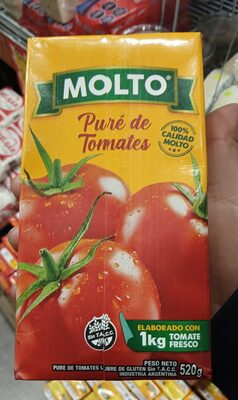 MOLTO®
Puré de
Tomates
100%
CALIDAD
MOLTO
ELABORADO CON
1kg TOMATE
FRESCO
Sin T.A.C.C.
PESO NETO
520g
PURE DE TOMATES LIBRE DE GLUTEN Sin T.A.C.C.
INDUSTRIA ARGENTINA